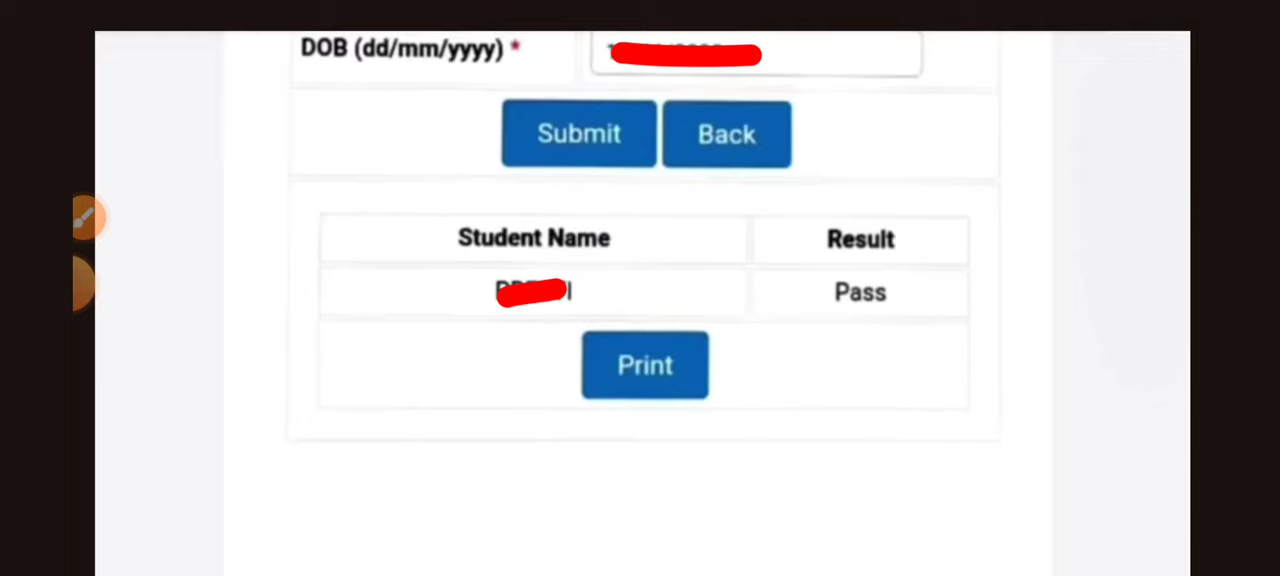 DOB (dd/mm/yyyy) *
Submit Back
Student Name Result
Pass
Print